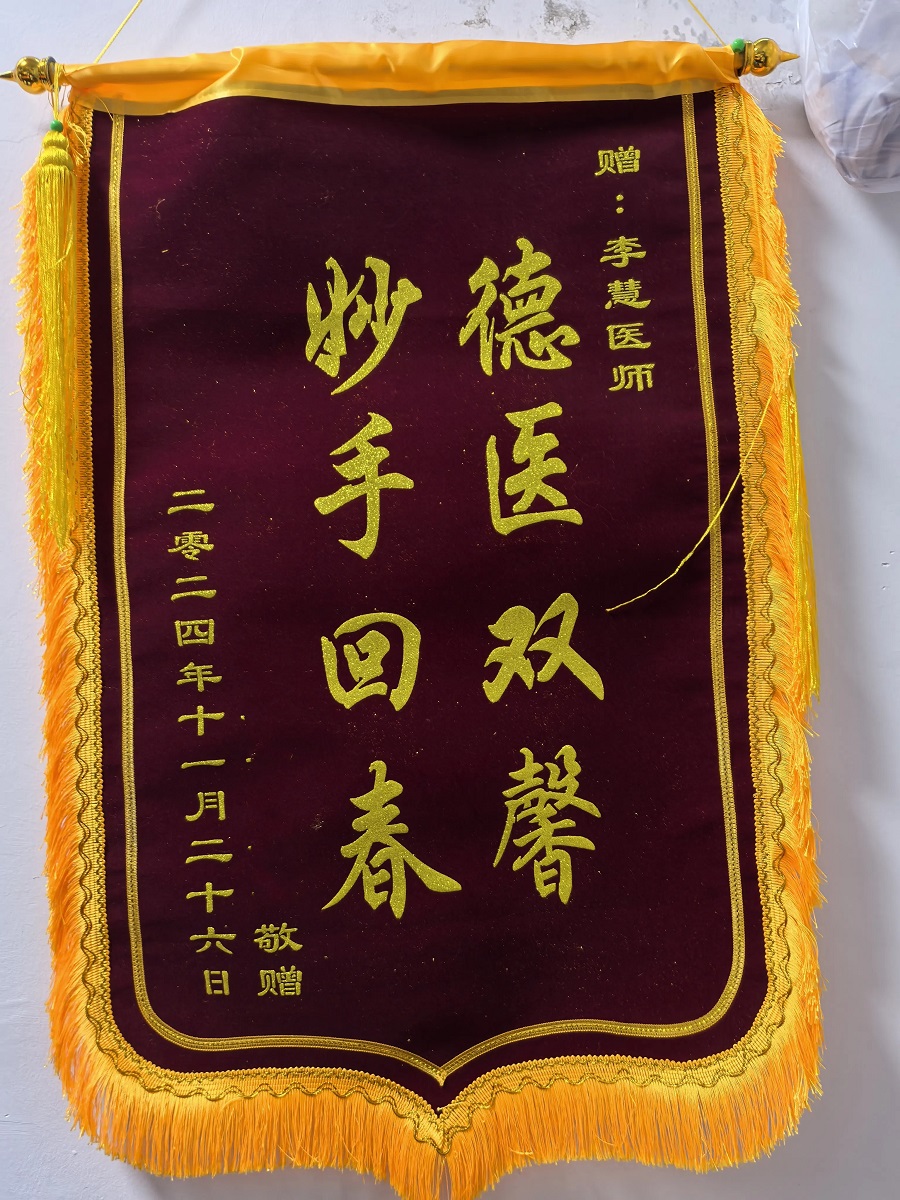 赠：李慧医师
德医双馨
妙手回春
敬赠
二零二四年十一月二十六日